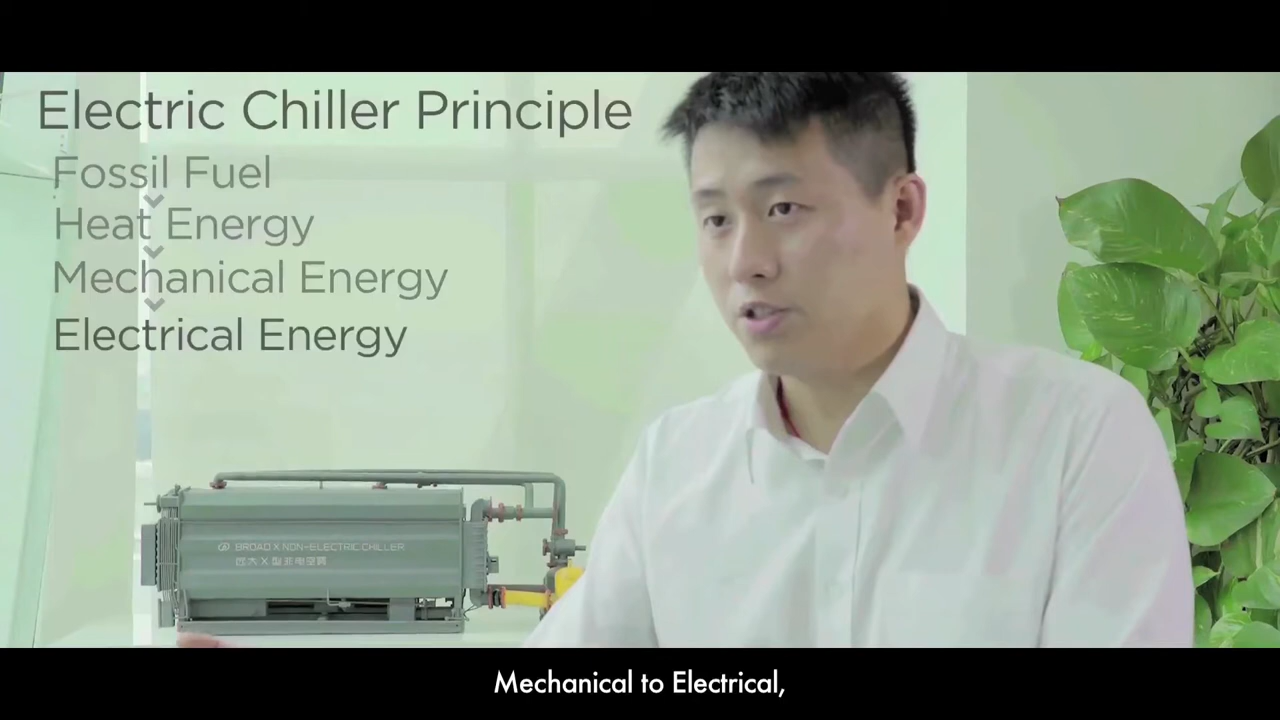 Electric Chiller Principle
Fossil Fuel
Heat Energy
Mechanical Energy
Electrical Energy
BROAD X NON-ELECTRIC CHILLER
远大 X 型非电空调
Mechanical to Electrical,